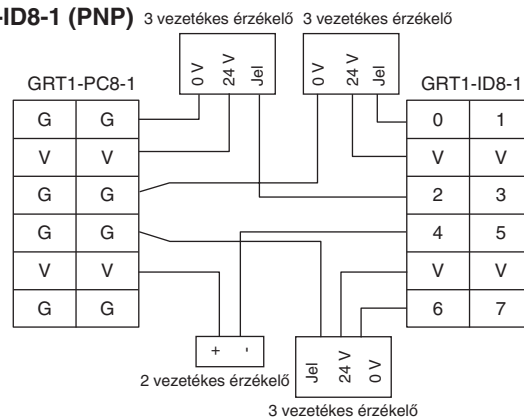 -ID8-1 (PNP)
3 vezetékes érzékelő 3 vezetékes érzékelő
0 V 24 V Jel
0 V 24 V Jel
GRT1-PC8-1
GRT1-ID8-1
G G
V V
G G
G G
V V
G G
0 1
V V
2 3
4 5
V V
6 7
+ -
2 vezetékes érzékelő
Jel 24 V 0 V
3 vezetékes érzékelő